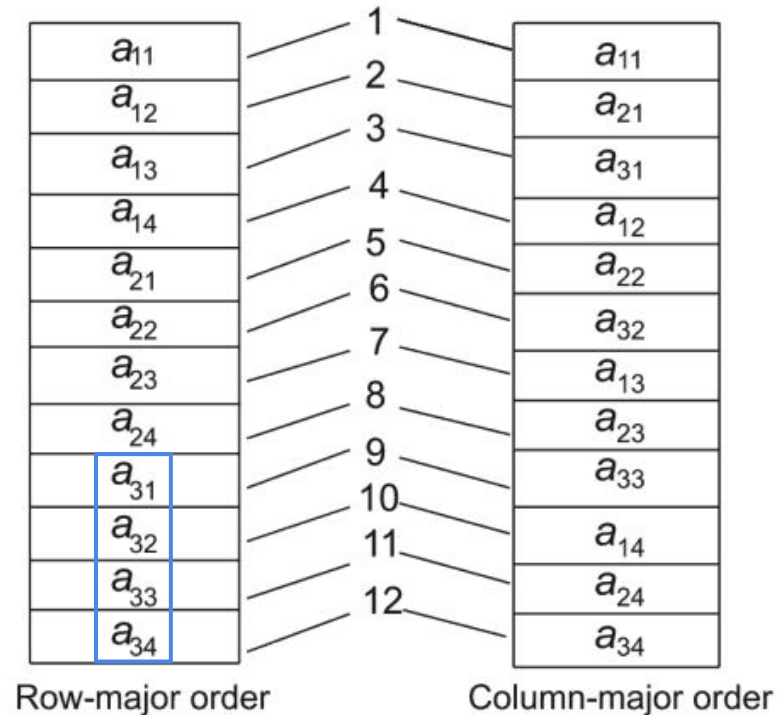 a11 1 a11
a12 2 a21
a13 3 a31
a14 4 a12
a21 5 a22
a22 6 a32
a23 7 a13
a24 8 a23
a31 9 a33
a32 10 a14
a33 11 a24
a34 12 a34
Row-major order Column-major order